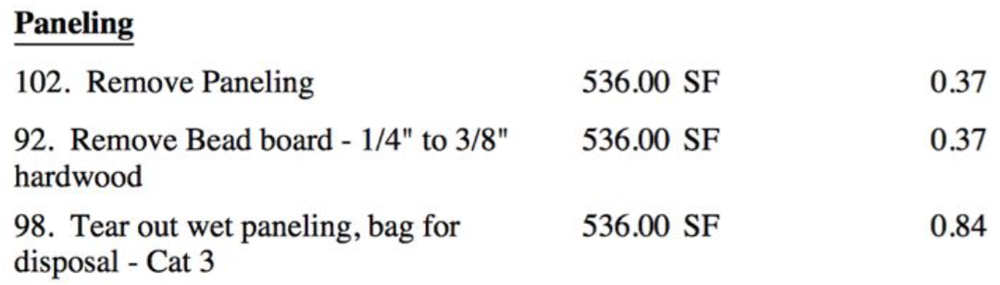 Paneling
102. Remove Paneling 536.00 SF 0.37
92. Remove Bead board - 1/4" to 3/8" 536.00 SF 0.37
hardwood
98. Tear out wet paneling, bag for 536.00 SF 0.84
disposal - Cat 3